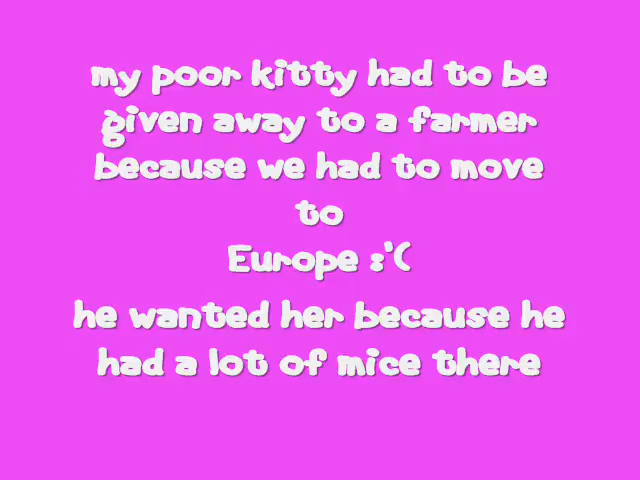 my poor kitty had to be
given away to a farmer
because we had to move
to
Europe :'(
he wanted her because he
had a lot of mice there